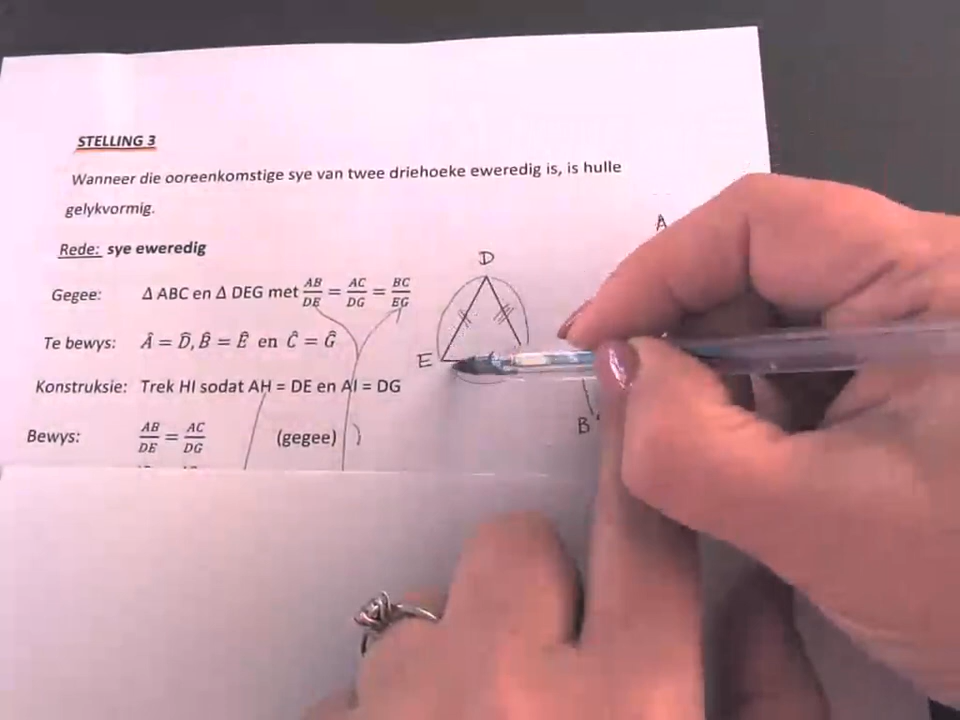 STELLING 3
Wanneer die ooreenkomstige sye van twee driehoeke eweredig is, is hulle
gelykvormig.
Rede: sye eweredig
Gegee: Δ ABC en Δ DEG met AB/DE = AC/DG = BC/EG
Te bewys: Â = D̂, B̂ = Ê en Ĉ = Ĝ
Konstruksie: Trek HI sodat AH = DE en AI = DG
Bewys: AB/DE = AC/DG (gegee)
D
E
A
B